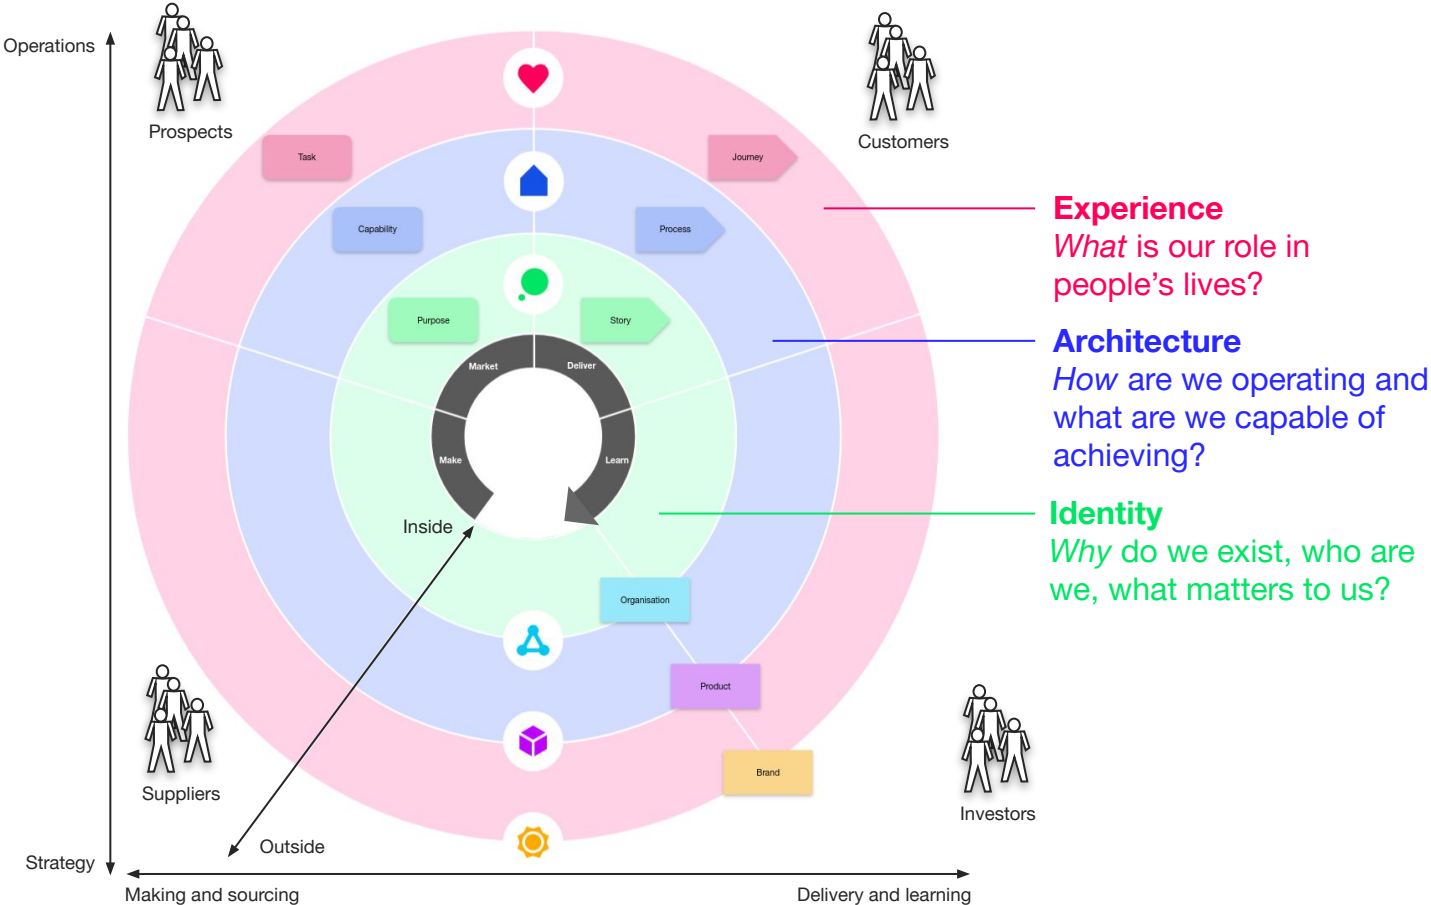 Operations
Prospects
Customers
Task
Journey
Capability
Process
Purpose
Story
Market
Deliver
Make
Learn
Experience
What is our role in
people’s lives?
Architecture
How are we operating and
what are we capable of
achieving?
Identity
Why do we exist, who are
we, what matters to us?
Inside
Organisation
Product
Brand
Suppliers
Investors
Outside
Strategy
Making and sourcing
Delivery and learning